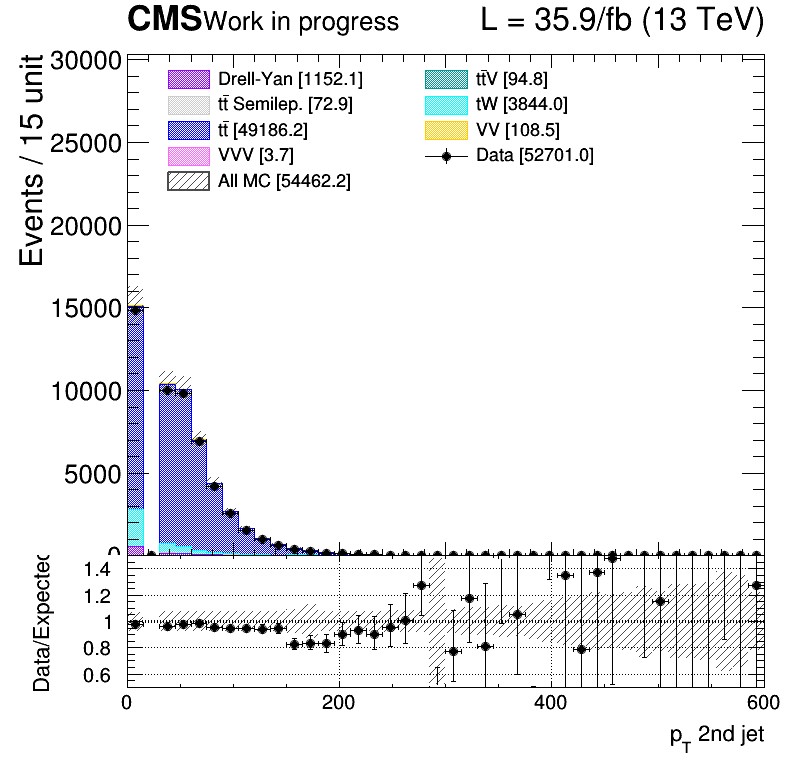 CMS Work in progress L = 35.9/fb (13 TeV)
Events / 15 unit
30000
25000
20000
15000
10000
5000
0
Drell-Yan [1152.1]
tt̄ Semilep. [72.9]
tt̄ [49186.2]
VVV [3.7]
All MC [54462.2]
tt̄V [94.8]
tW [3844.0]
VV [108.5]
Data [52701.0]
Data/Expected
1.4
1.2
1
0.8
0.6
0 200 400 600
p_T 2nd jet